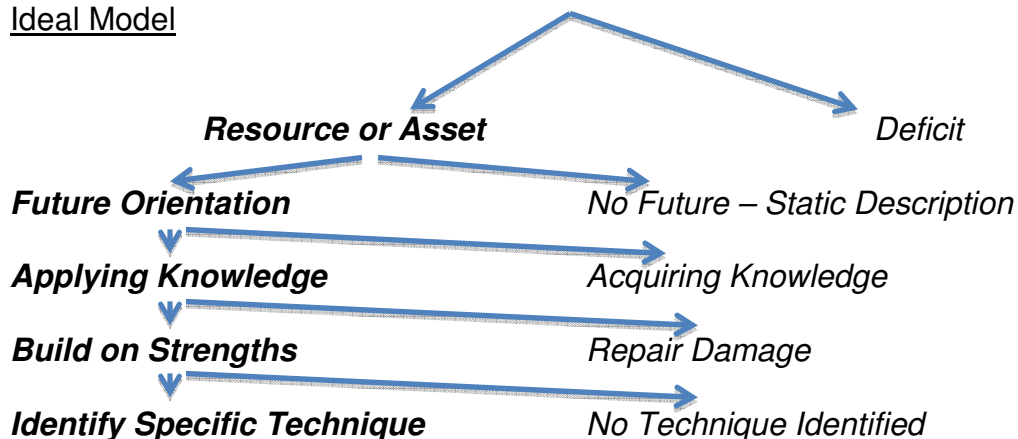 Ideal Model
Resource or Asset Deficit
Future Orientation No Future – Static Description
Applying Knowledge Acquiring Knowledge
Build on Strengths Repair Damage
Identify Specific Technique No Technique Identified